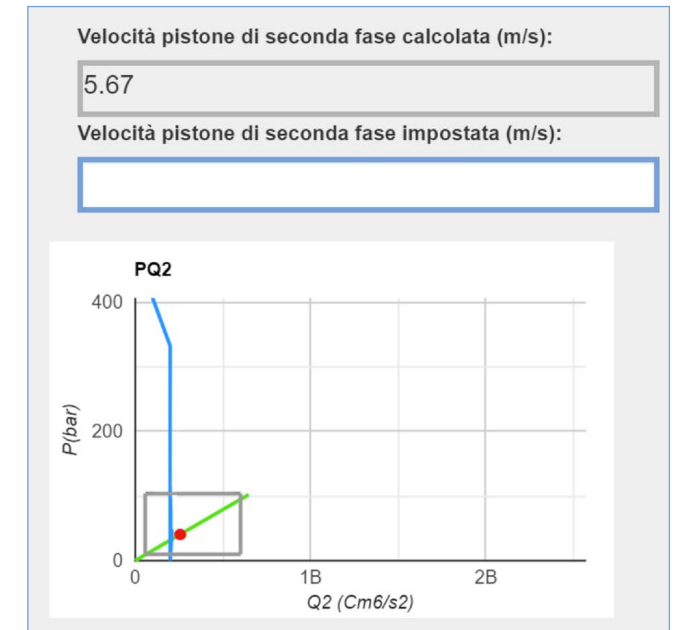 Velocità pistone di seconda fase calcolata (m/s):
5.67
Velocità pistone di seconda fase impostata (m/s):
PQ2
400
200
0
P(bar)
0 1B 2B
Q2 (Cm6/s2)